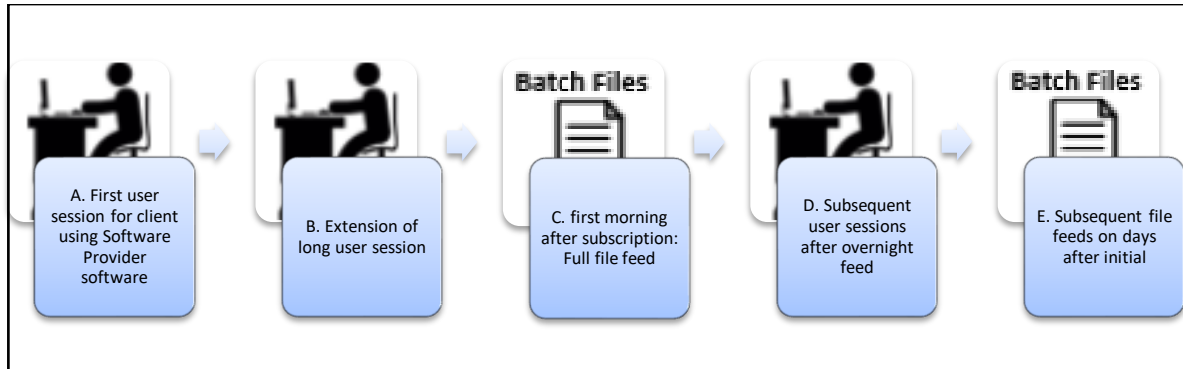 A. First user
session for client
using Software
Provider
software
B. Extension of
long user session
Batch Files
C. first morning
after subscription:
Full file feed
D. Subsequent
user sessions
after overnight
feed
Batch Files
E. Subsequent file
feeds on days
after initial